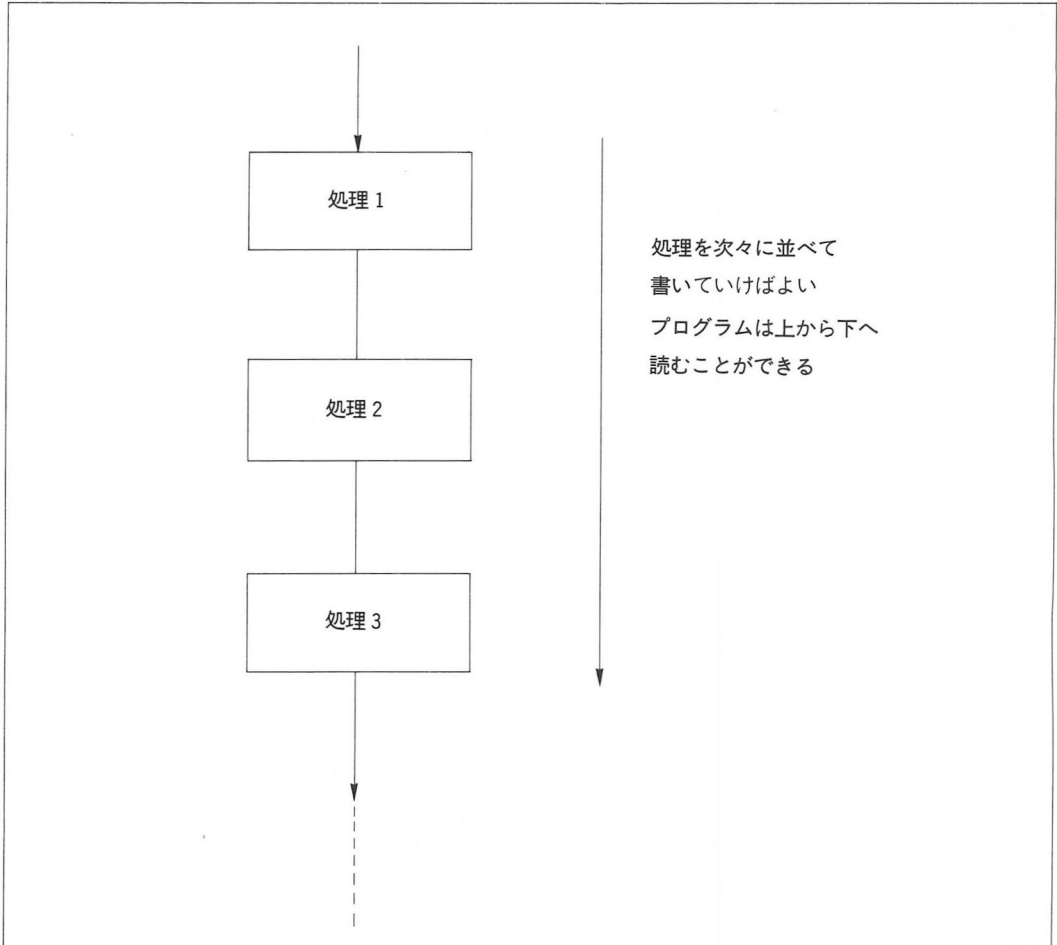 処理1
処理2
処理3
処理を次々に並べて
書いていけばよい
プログラムは上から下へ
読むことができる